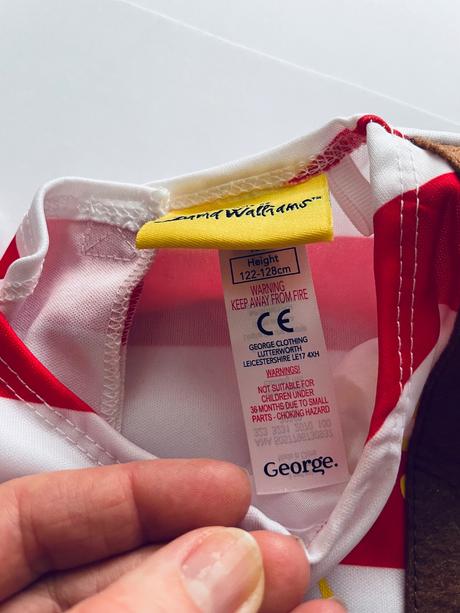 David Walliams™
Height
122-128cm
WARNING
KEEP AWAY FROM FIRE
CE
GEORGE CLOTHING
LUTTERWORTH
LEICESTERSHIRE LE17 4XH
WARNINGS!
NOT SUITABLE FOR
CHILDREN UNDER
36 MONTHS DUE TO SMALL
PARTS - CHOKING HAZARD
George.